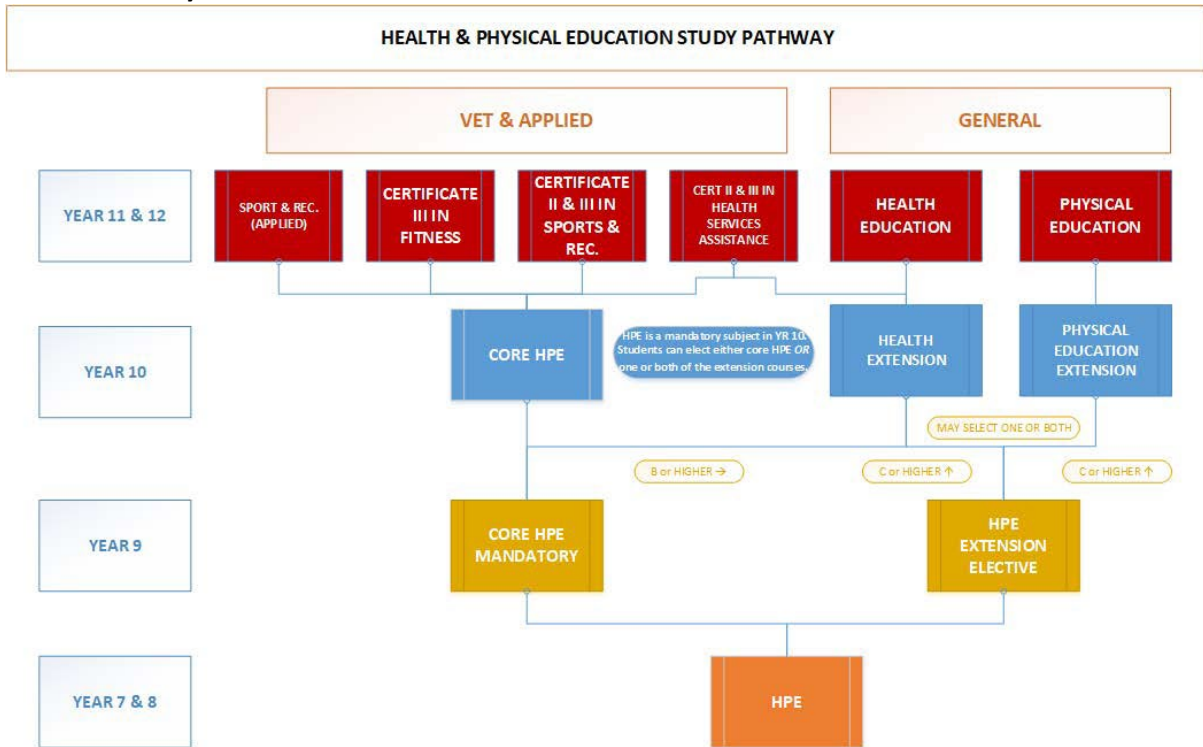 HEALTH & PHYSICAL EDUCATION STUDY PATHWAY
VET & APPLIED
GENERAL
YEAR 11 & 12
SPORT & REC.
(APPLIED)
CERTIFICATE
III IN
FITNESS
CERTIFICATE
II & III IN
SPORTS &
REC.
CERT II & III IN
HEALTH
SERVICES
ASSISTANCE
HEALTH
EDUCATION
PHYSICAL
EDUCATION
YEAR 10
CORE HPE
HPE is a mandatory subject in YR 10.
Students can elect either core HPE OR
one or both of the extension courses.
HEALTH
EXTENSION
PHYSICAL
EDUCATION
EXTENSION
MAY SELECT ONE OR BOTH
B or HIGHER →
C or HIGHER ↑
C or HIGHER ↑
YEAR 9
CORE HPE
MANDATORY
HPE
EXTENSION
ELECTIVE
YEAR 7 & 8
HPE